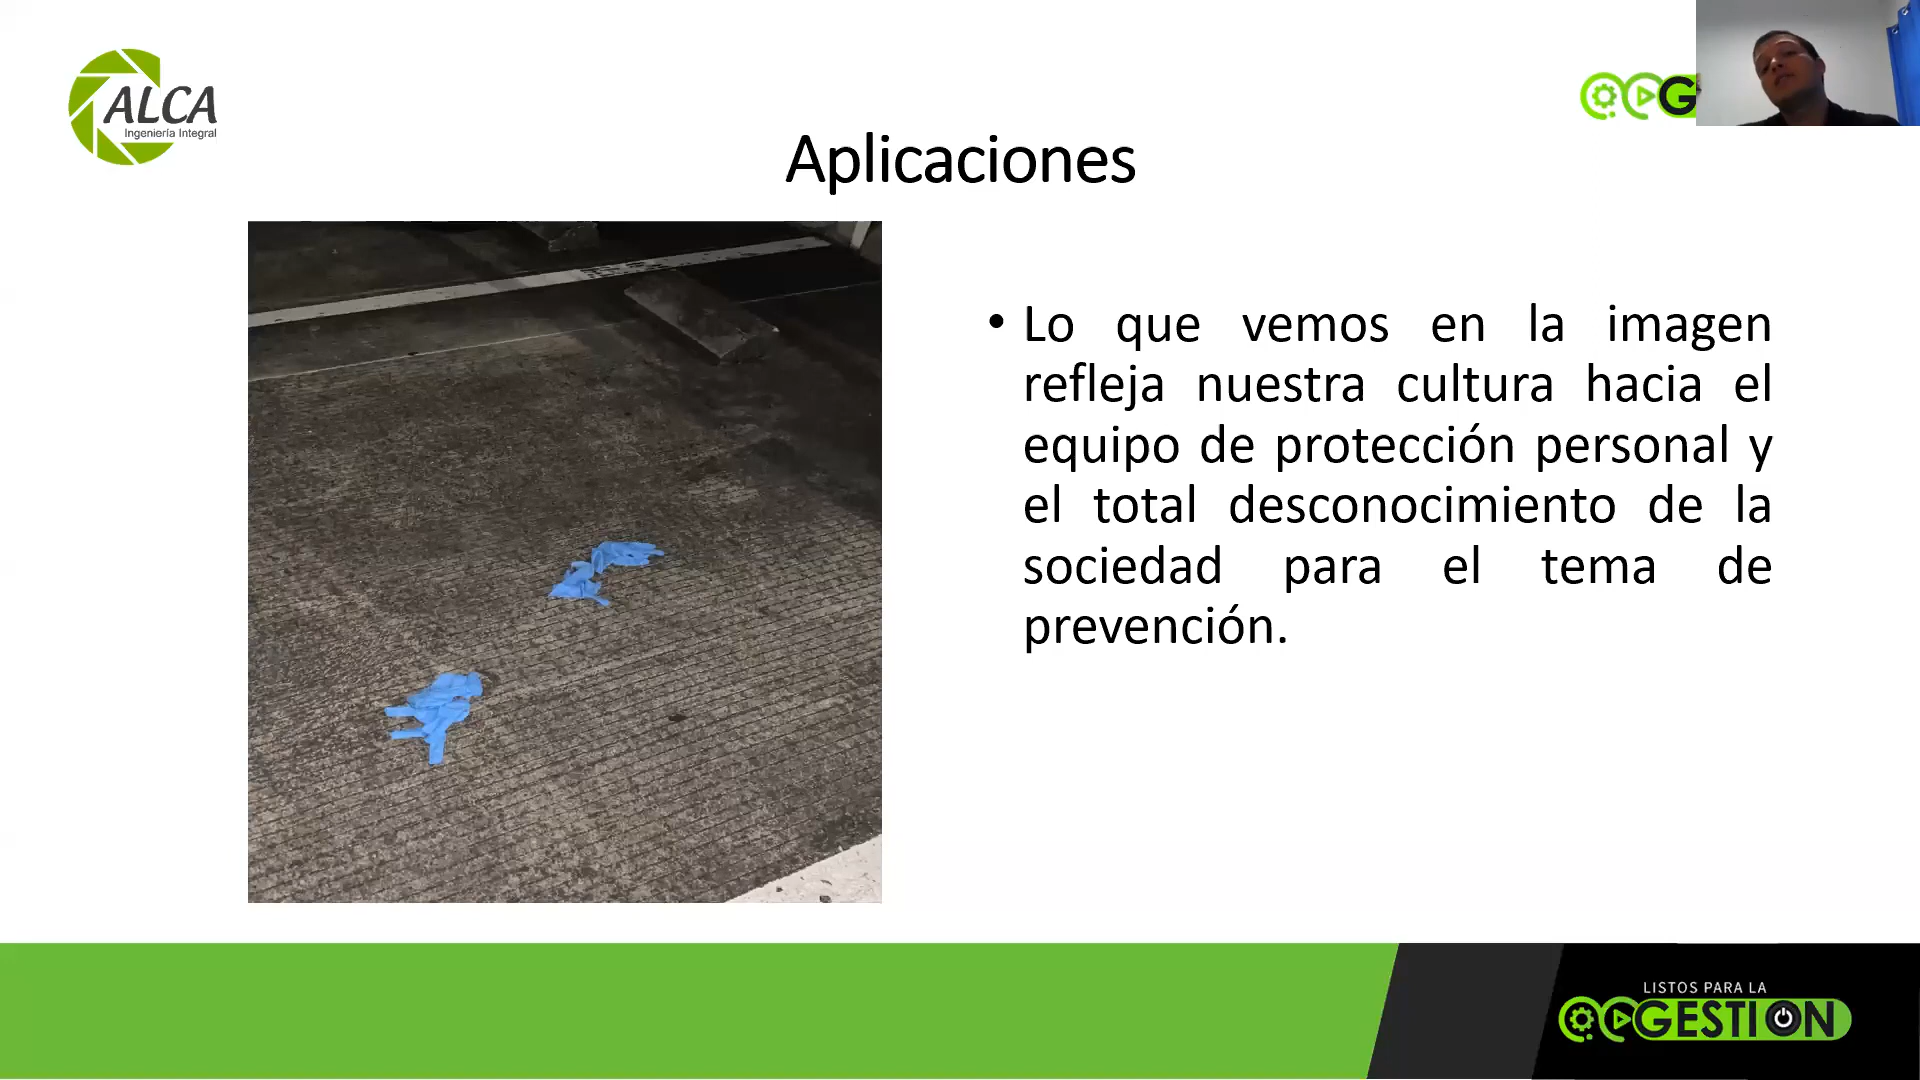 ALCA
Ingeniería Integral
G
Aplicaciones
• Lo que vemos en la imagen
refleja nuestra cultura hacia el
equipo de protección personal y
el total desconocimiento de la
sociedad para el tema de
prevención.
LISTOS PARA LA
GESTIÓN